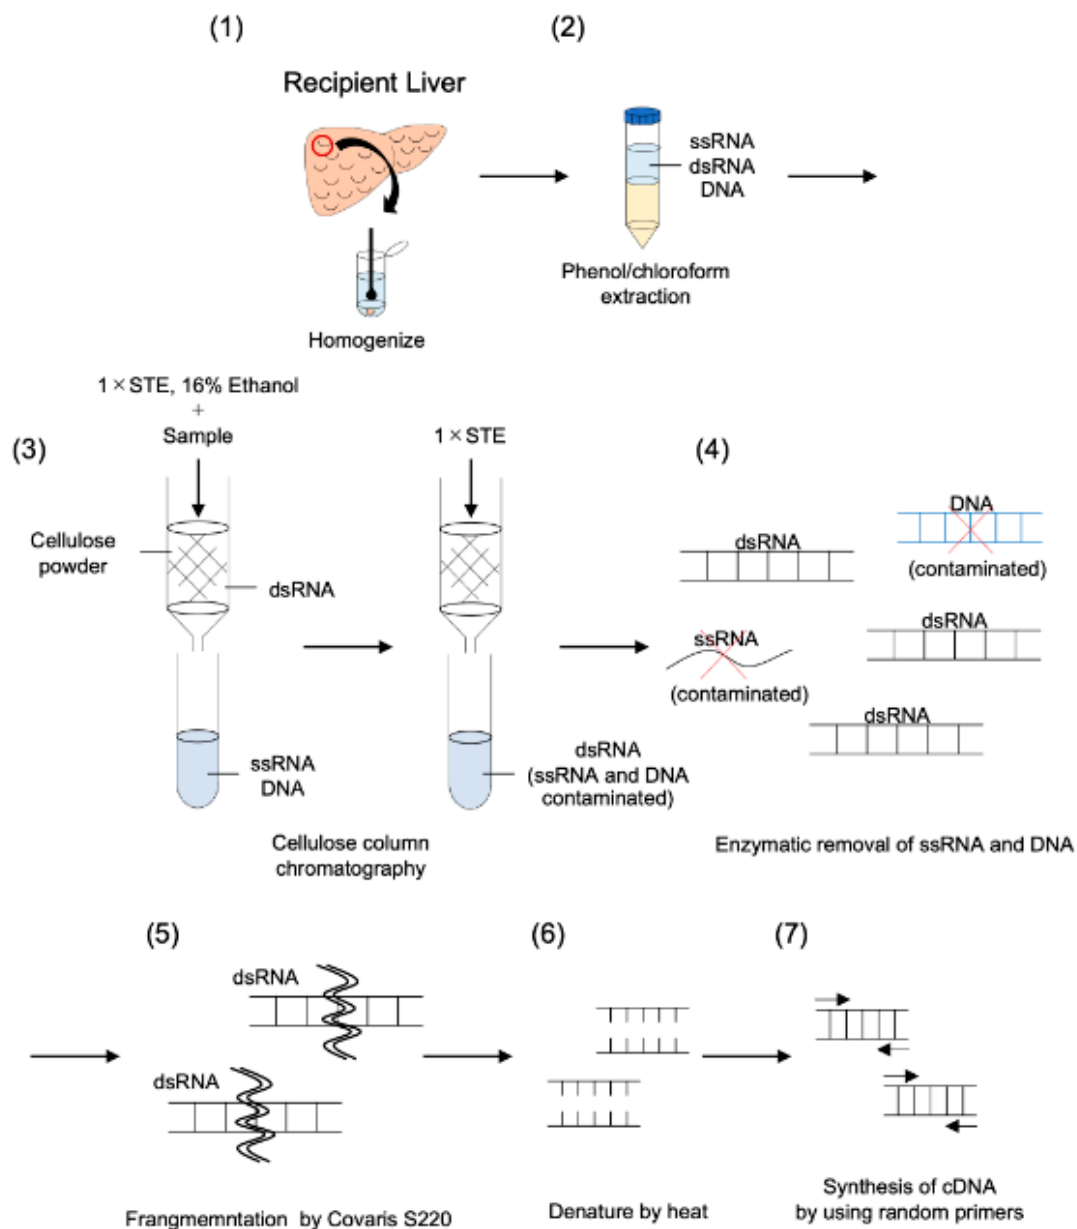 (1)
Recipient Liver
Homogenize
(2)
ssRNA
dsRNA
DNA
Phenol/chloroform
extraction
(3)
1×STE, 16% Ethanol
+
Sample
Cellulose
powder
dsRNA
ssRNA
DNA
1×STE
dsRNA
(ssRNA and DNA
contaminated)
Cellulose column
chromatography
(4)
dsRNA
DNA
(contaminated)
ssRNA
(contaminated)
dsRNA
dsRNA
Enzymatic removal of ssRNA and DNA
(5)
dsRNA
dsRNA
Frangmemntation by Covaris S220
(6)
Denature by heat
(7)
Synthesis of cDNA
by using random primers